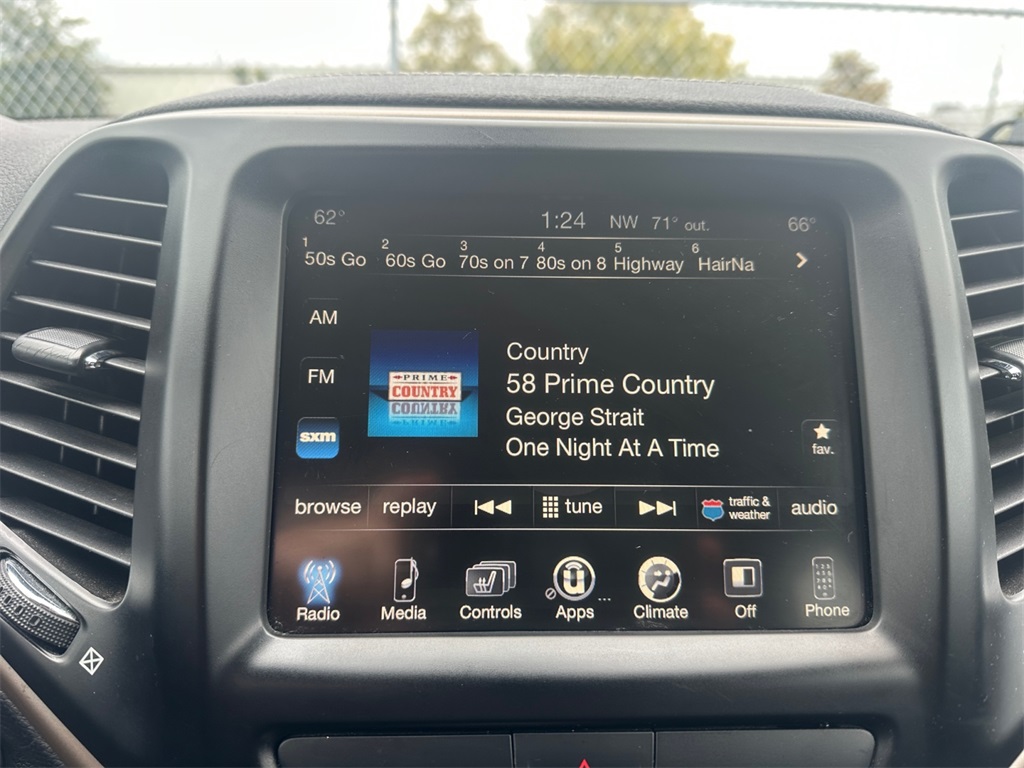 62° 1:24 NW 71° out. 66°
1 2 3 4 5 6
50s Go 60s Go 70s on 7 80s on 8 Highway HairNa
AM
FM
sxm
PRIME
COUNTRY
Country
58 Prime Country
George Strait
One Night At A Time
fav.
browse replay tune traffic & weather audio
Radio Media Controls Apps ... Climate Off Phone